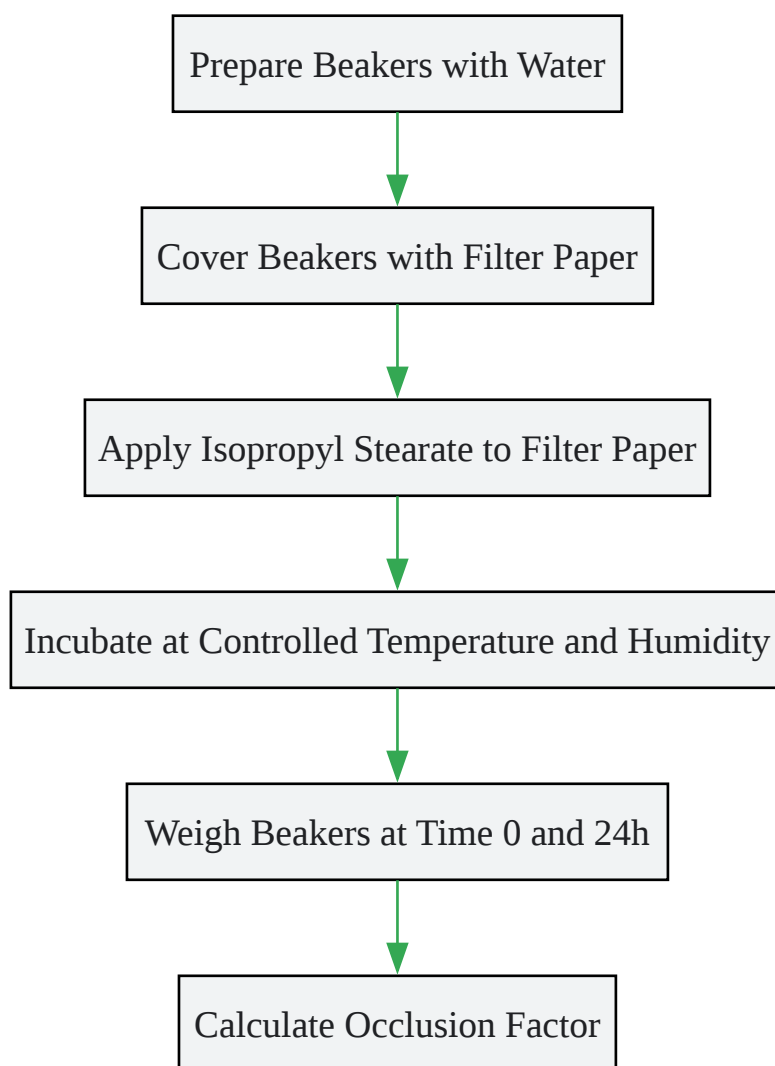 Prepare Beakers with Water
Cover Beakers with Filter Paper
Apply Isopropyl Stearate to Filter Paper
Incubate at Controlled Temperature and Humidity
Weigh Beakers at Time 0 and 24h
Calculate Occlusion Factor